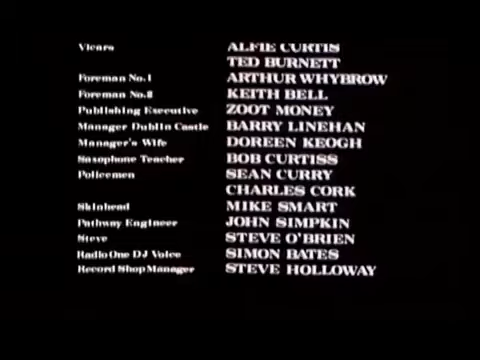 Vicars ALFIE CURTIS
TED BURNETT
Foreman No.1 ARTHUR WHYBROW
Foreman No.2 KEITH BELL
Publishing Executive ZOOT MONEY
Manager Dublin Castle BARRY LINEHAN
Manager's Wife DOREEN KEOGH
Saxophone Teacher BOB CURTISS
Policemen SEAN CURRY
CHARLES CORK
Skinhead MIKE SMART
Pathway Engineer JOHN SIMPKIN
Steve STEVE O'BRIEN
Radio One DJ Voice SIMON BATES
Record Shop Manager STEVE HOLLOWAY